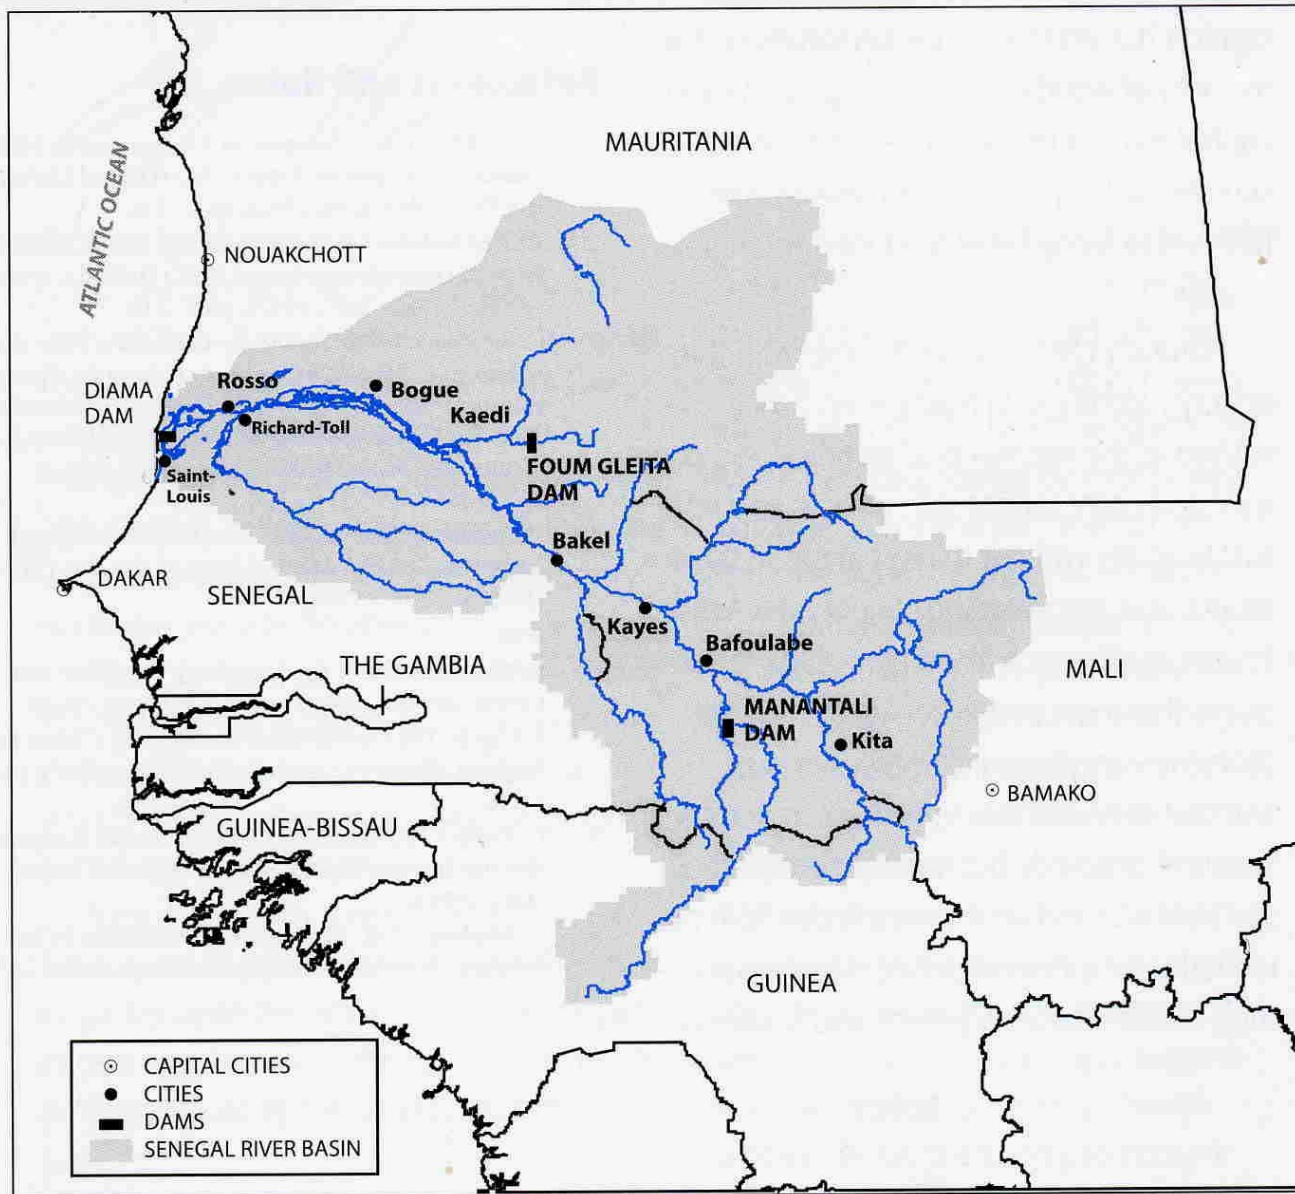 MAURITANIA
ATLANTIC OCEAN
NOUAKCHOTT
DIAMA
DAM
Rosso
Bogue
Kaedi
Richard-Toll
FOUM GLEITA
DAM
Saint-
Louis
Bakel
DAKAR
SENEGAL
Kayes
Bafoulabe
THE GAMBIA
MALI
MANANTALI
DAM
Kita
BAMAKO
GUINEA-BISSAU
GUINEA
CAPITAL CITIES
CITIES
DAMS
SENEGAL RIVER BASIN